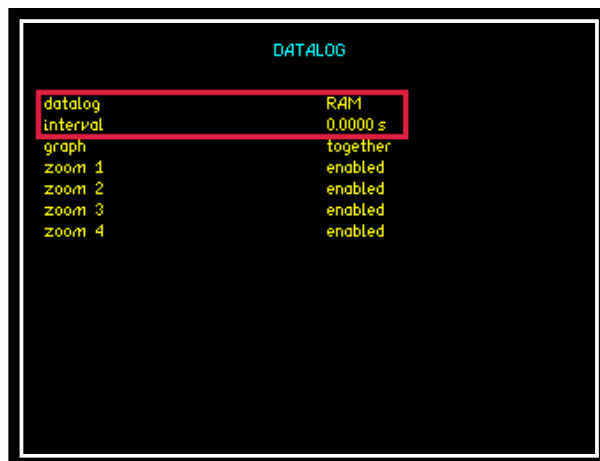 DATALOG
datalog RAM
interval 0.0000 s
graph together
zoom 1 enabled
zoom 2 enabled
zoom 3 enabled
zoom 4 enabled